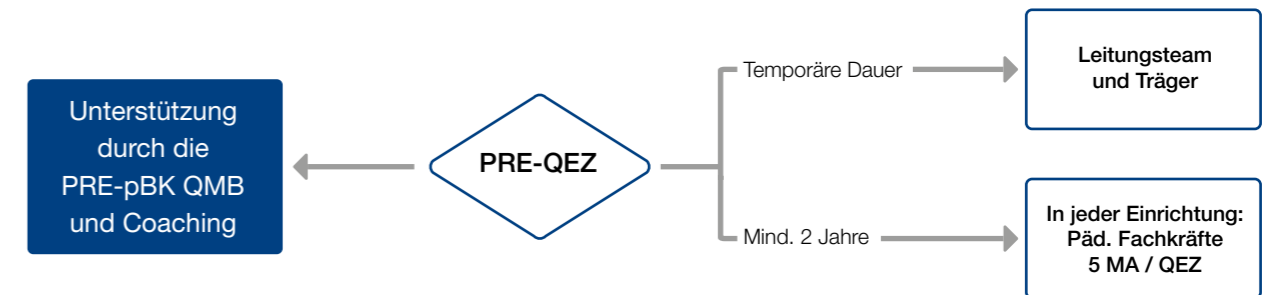 Unterstützung
durch die
PRE-pBK QMB
und Coaching
PRE-QEZ
Temporäre Dauer
Leitungsteam
und Träger
Mind. 2 Jahre
In jeder Einrichtung:
Päd. Fachkräfte
5 MA / QEZ